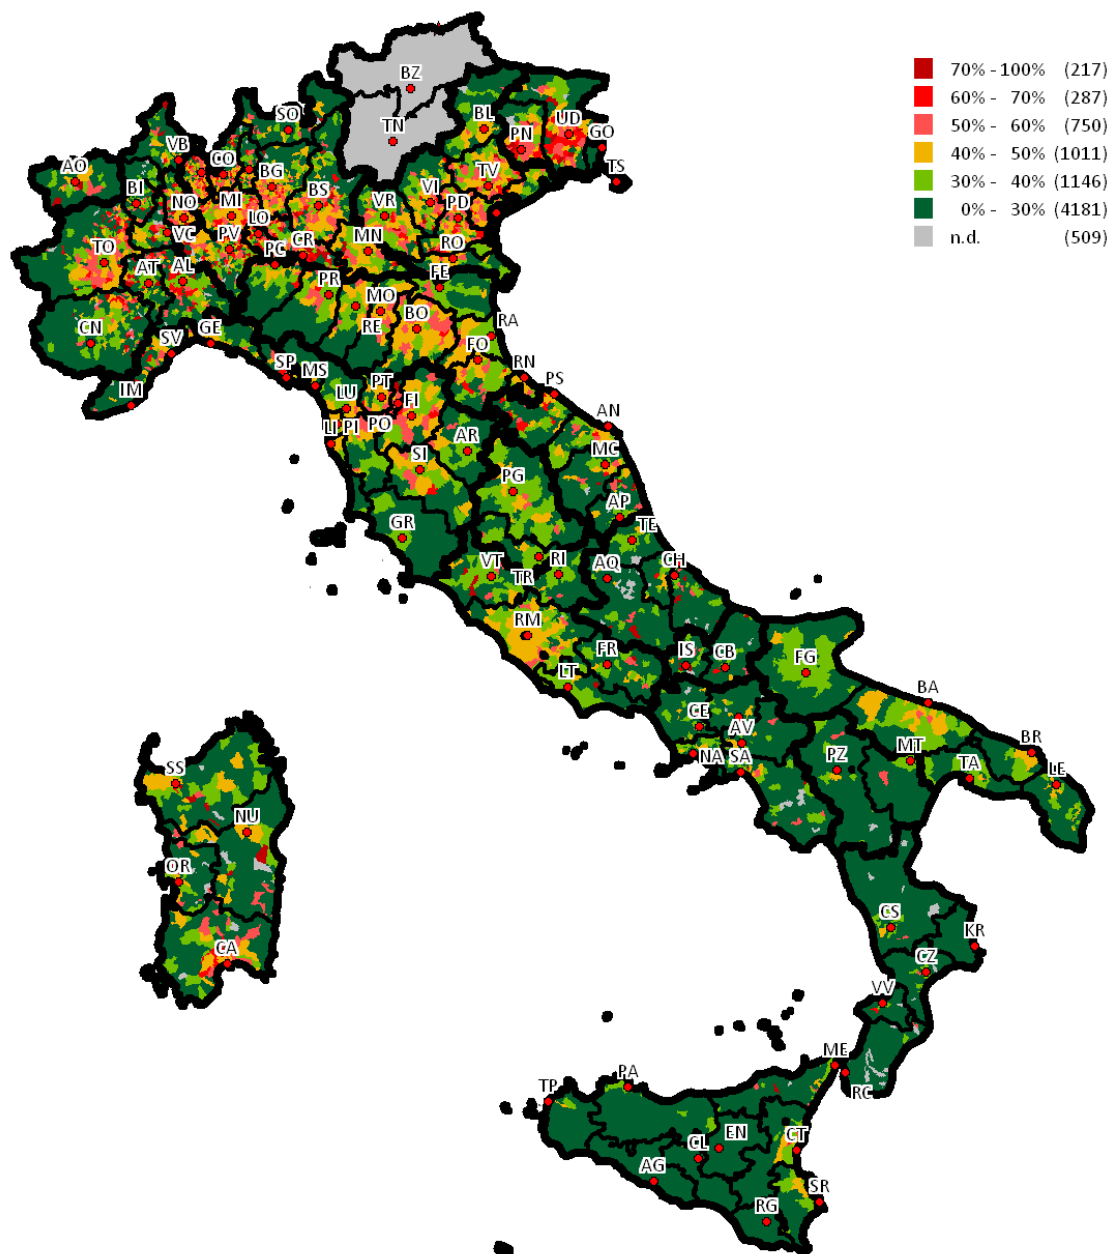 70% - 100% (217)
60% - 70% (287)
50% - 60% (750)
40% - 50% (1011)
30% - 40% (1146)
0% - 30% (4181)
n.d. (509)
BZ
TN
SO
BL
UD
PN
GO
TS
VB
CO
AO
BG
TV
BI
BS
VI
NO
MI
LO
VR
PD
VC
PV
CR
MN
RO
TO
PC
AT
AL
FE
PR
MO
BO
RE
RA
CN
SV
GE
FO
RN
PS
SP
MS
IM
LU
PT
FI
AN
LI
PI
PO
AR
MC
SI
PG
AP
TE
GR
VT
TR
RI
AQ
CH
RM
FR
IS
CB
FG
LT
BA
CE
AV
NA
SA
MT
BR
PZ
TA
LE
SS
NU
OR
CA
CS
KR
CZ
VV
ME
RC
PA
TP
EN
CT
CL
AG
SR
RG